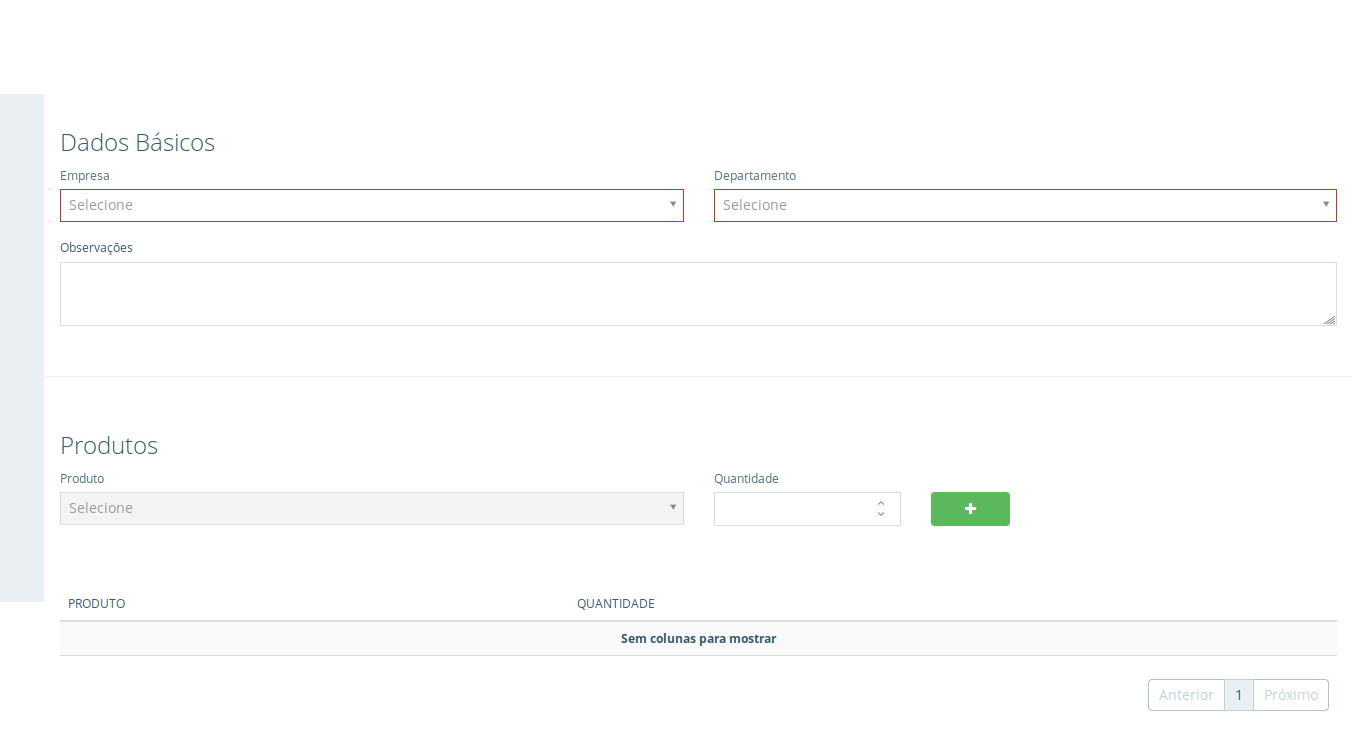 Dados Básicos
Empresa Departamento
Selecione Selecione
Observações
Produtos
Produto Quantidade
Selecione
PRODUTO QUANTIDADE
Sem colunas para mostrar
Anterior 1 Próximo